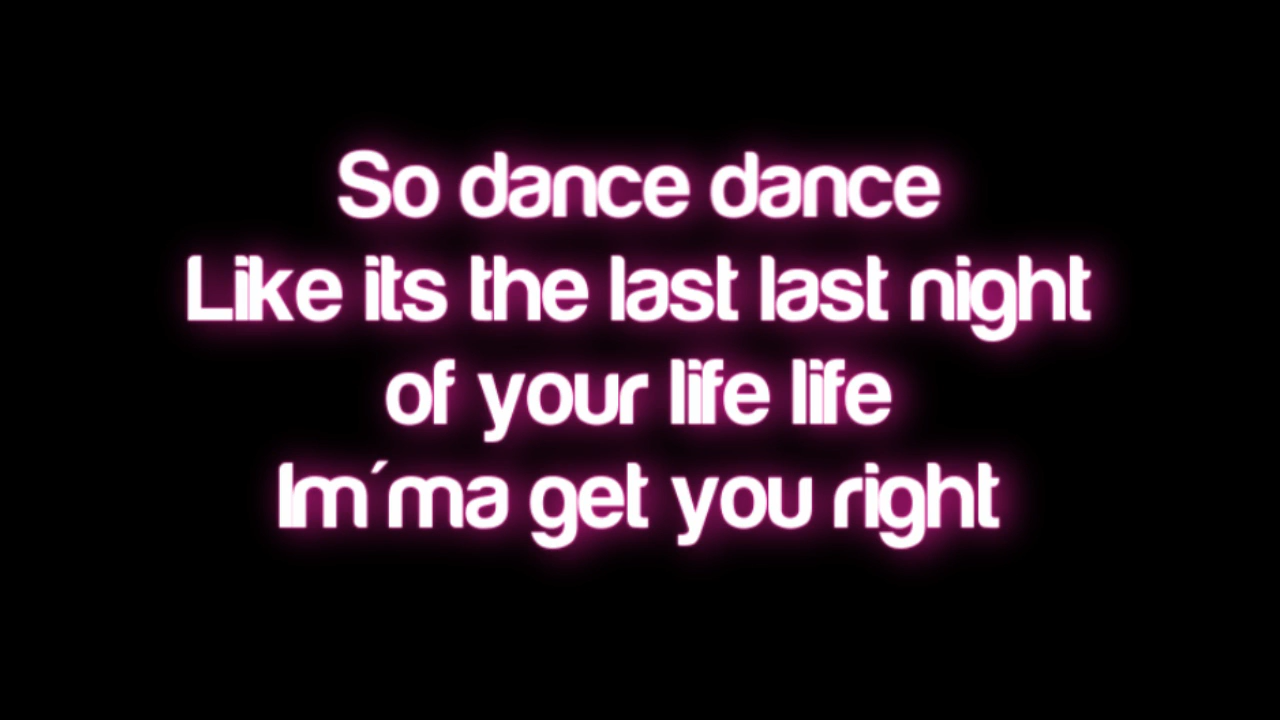 So dance dance
Like its the last last night
of your life life
Im´ma get you right